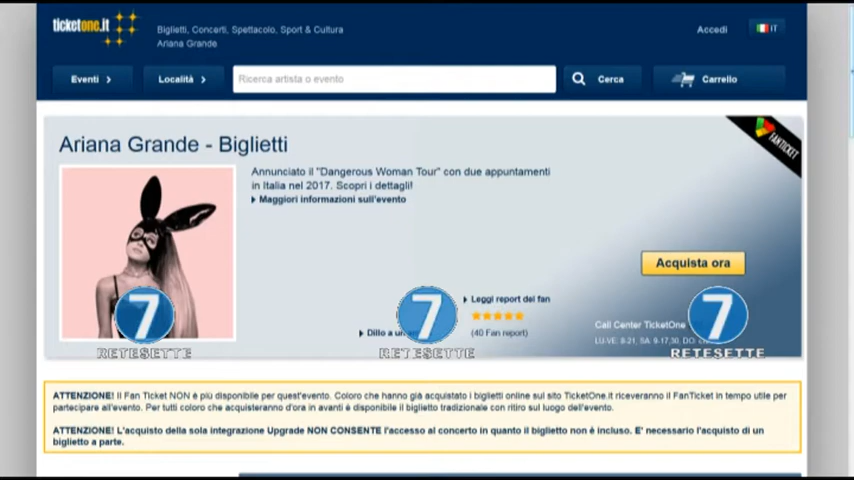 ticketone.it
Biglietti, Concerti, Spettacolo, Sport & Cultura
Ariana Grande
Accedi
IT
Eventi
Località
Ricerca artista o evento
Cerca
Carrello
Ariana Grande - Biglietti
FANTICKET
Annunciato il "Dangerous Woman Tour" con due appuntamenti
in Italia nel 2017. Scopri i dettagli!
Maggiori informazioni sull'evento
Acquista ora
Leggi report dei fan
Dillo a un
(40 Fan report)
Call Center TicketOne
LU-VE: 8-21, SA: 9-17,30, DO:
7
RETESETTE
7
RETESETTE
7
RETESETTE
ATTENZIONE! Il Fan Ticket NON è più disponibile per quest'evento. Coloro che hanno già acquistato i biglietti online sul sito TicketOne.it riceveranno il FanTicket in tempo utile per
partecipare all'evento. Per tutti coloro che acquisteranno d'ora in avanti è disponibile il biglietto tradizionale con ritiro sul luogo dell'evento.
ATTENZIONE! L'acquisto della sola integrazione Upgrade NON CONSENTE l'accesso al concerto in quanto il biglietto non è incluso. E' necessario l'acquisto di un
biglietto a parte.